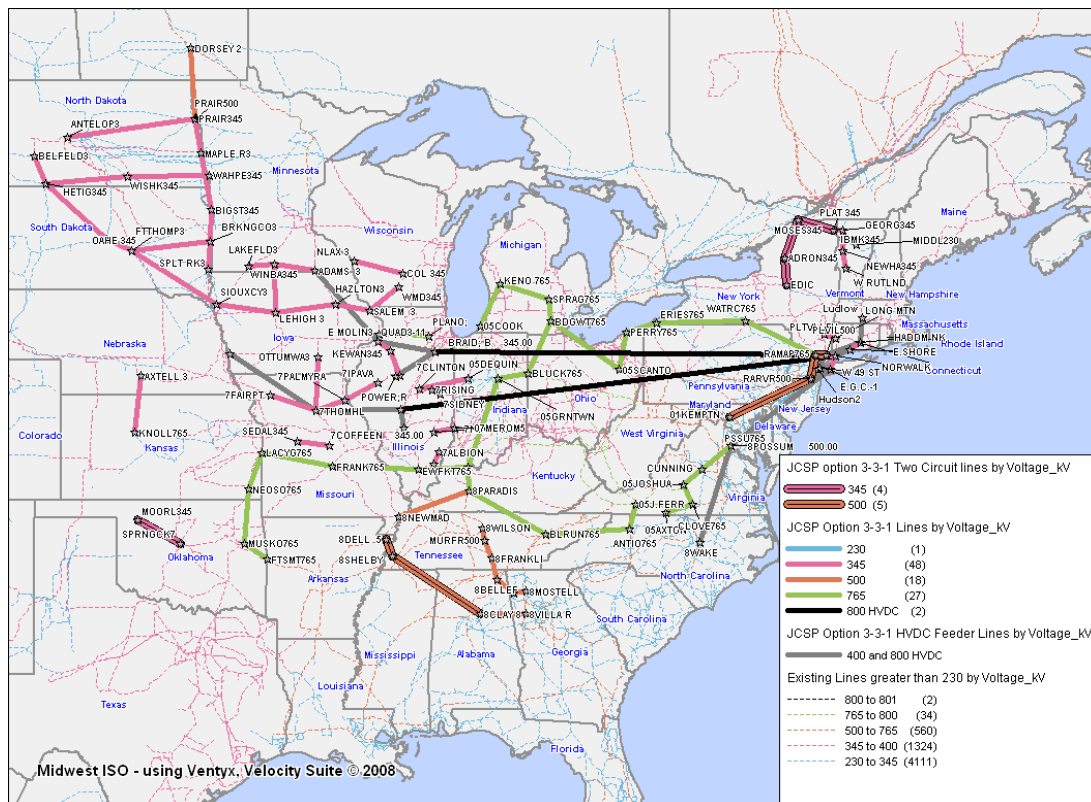 DORSEY 2
North Dakota
PRAIR500
PRAIR345
ANTELOP3
MAPLE R3
BELFELD3
Minnesota
WISHK345
WAHPE345
HETIG345
South Dakota
FTTHOMP3
BIGST345
BRKNGCO3
OAHE 345
LAKEFLD3
NLAX 3
Wisconsin
SPLT RK3
WINBA345
ADAMS 3
COL 345
SIOUXCY3
HAZLTON3
WMD345
LEHIGH 3
SALEM 3
Michigan
KENO 765
SPRAG765
PLANO;
05COOK
BDGWT765
Nebraska
Iowa
BRAID; B
345.00
KEWAN345
OTTUMWA3
7CLINTON
05DEQUIN
BLUCK765
05SCANTO
AXTELL 3
7PALMYRA
7IPAVA
POWER;R
7RISING
7FAIRPT
7THOMHL
7SIDNEY
Indiana
Ohio
05GRNTWN
KNOLL765
SEDAL345
345.00
Illinois
07MEROM5
Colorado
Kansas
7COFFEEN
7ALBION
LACYG765
FRANK765
EWFKT765
Missouri
Kentucky
NEOSO765
8PARADIS
8NEWMAD
MOORL345
SPRNGCK7
Oklahoma
MUSKO765
FTSMT765
Arkansas
8SHELBY
Tennessee
8WILSON
MURFR500
8FRANKLI
BLRUN765
8MOSTELL
8CLAY 8
8VILLA R
Mississippi
Alabama
Georgia
Louisiana
Texas
Florida
South Carolina
North Carolina
8WAKE
ANTIO765
05AXTON
CLOVE765
05J.FERR
05JOSHUA
Virginia
CUNNING
West Virginia
PSSU765
8POSSUM
500.00
Delaware
Maryland
01KEMPTN
New Jersey
Pennsylvania
RARVR500
Hudson2
E.G.C.-1
W 49 ST
RAMAP765
NORWALK
Connecticut
E SHORE
Rhode Island
HADDM-NK
Massachusetts
PLVIL500
LONG MTN
Ludlow
New Hampshire
Vermont
New York
WATRC765
ERIES765
PERRY765
EDIC
W RUTLND
NEWHA345
ADRON345
MIDDL230
IBMK345
GEORG345
MOSES345
PLAT 345
Maine
JCSP option 3-3-1 Two Circuit lines by Voltage_kV
345 (4)
500 (5)
JCSP Option 3-3-1 Lines by Voltage_kV
230 (1)
345 (48)
500 (18)
765 (27)
800 HVDC (2)
JCSP Option 3-3-1 HVDC Feeder Lines by Voltage_kV
400 and 800 HVDC
Existing Lines greater than 230 by Voltage_kV
800 to 801 (2)
765 to 800 (34)
500 to 765 (560)
345 to 400 (1324)
230 to 345 (4111)
Midwest ISO - using Ventyx, Velocity Suite © 2008